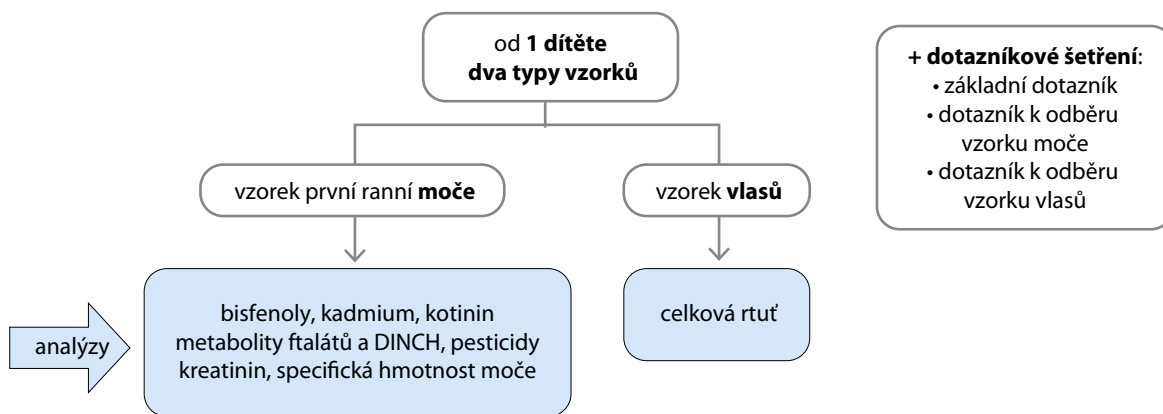 od 1 dítěte
dva typy vzorků
+ dotazníkové šetření:
• základní dotazník
• dotazník k odběru
vzorku moče
• dotazník k odběru
vzorku vlasů
vzorek první ranní moče
vzorek vlasů
analýzy
bisfenoly, kadmium, kotinin
metabolity ftalátů a DINCH, pesticidy
kreatinin, specifická hmotnost moče
celková rtuť